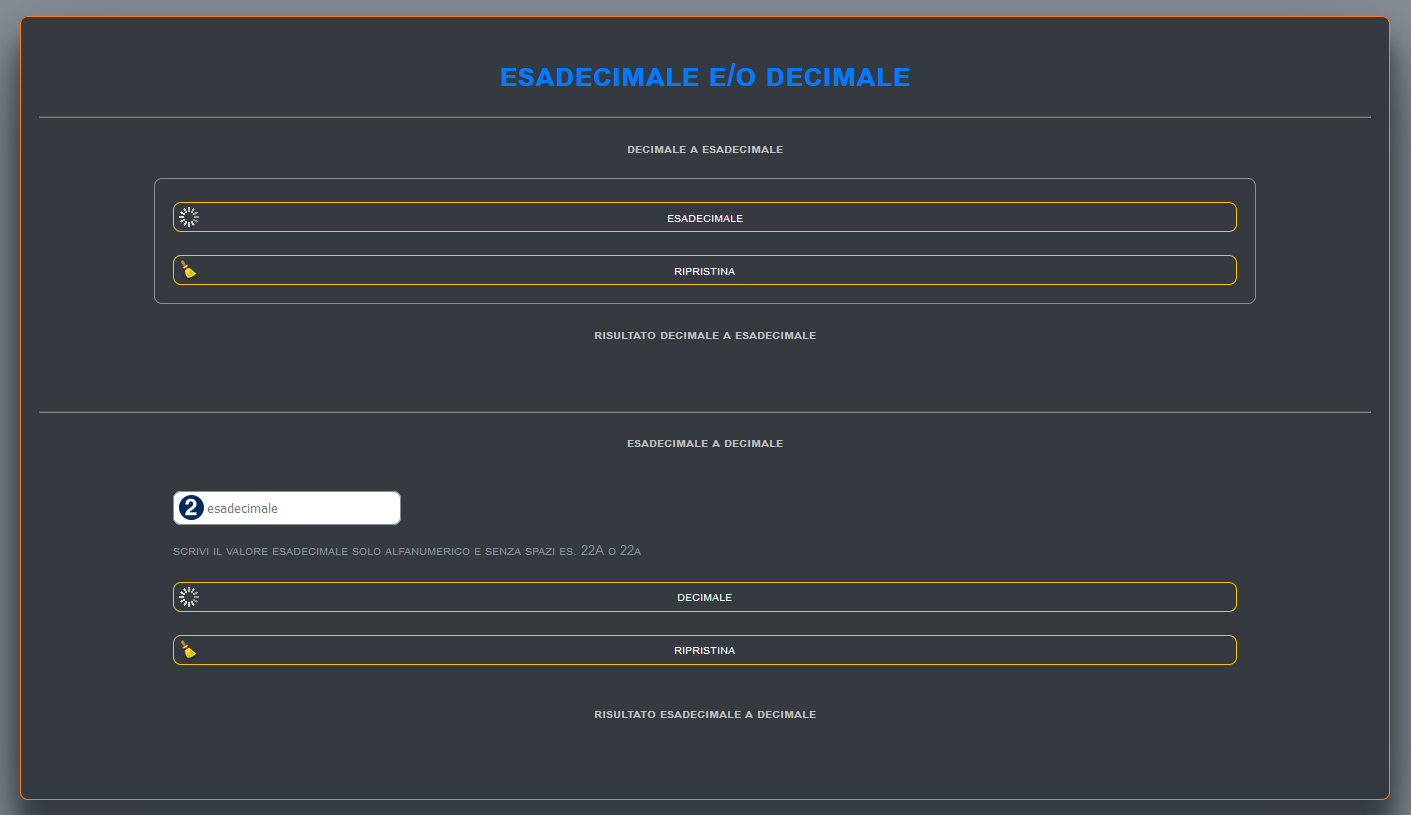 ESADECIMALE E/O DECIMALE
DECIMALE A ESADECIMALE
ESADECIMALE
RIPRISTINA
RISULTATO DECIMALE A ESADECIMALE
ESADECIMALE A DECIMALE
2 esadecimale
SCRIVI IL VALORE ESADECIMALE SOLO ALFANUMERICO E SENZA SPAZI ES. 22A O 22A
DECIMALE
RIPRISTINA
RISULTATO ESADECIMALE A DECIMALE